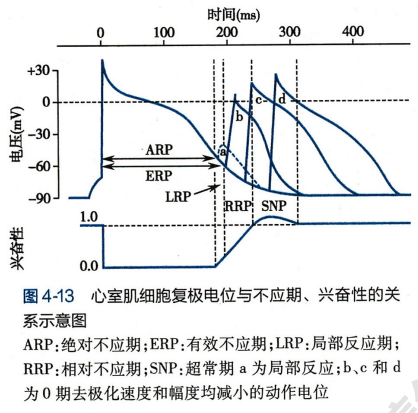 时间(ms)
0 100 200 300 400
+30
0
-30
-60
-90
电压(mV)
ARP
ERP
LRP
RRP
SNP
a
b
c
d
1.0
0.0
兴奋性
图4-13 心室肌细胞复极电位与不应期、兴奋性的关
系示意图
ARP:绝对不应期;ERP:有效不应期;LRP:局部反应期;
RRP:相对不应期;SNP:超常期 a 为局部反应;b、c 和 d
为 0 期去极化速度和幅度均减小的动作电位